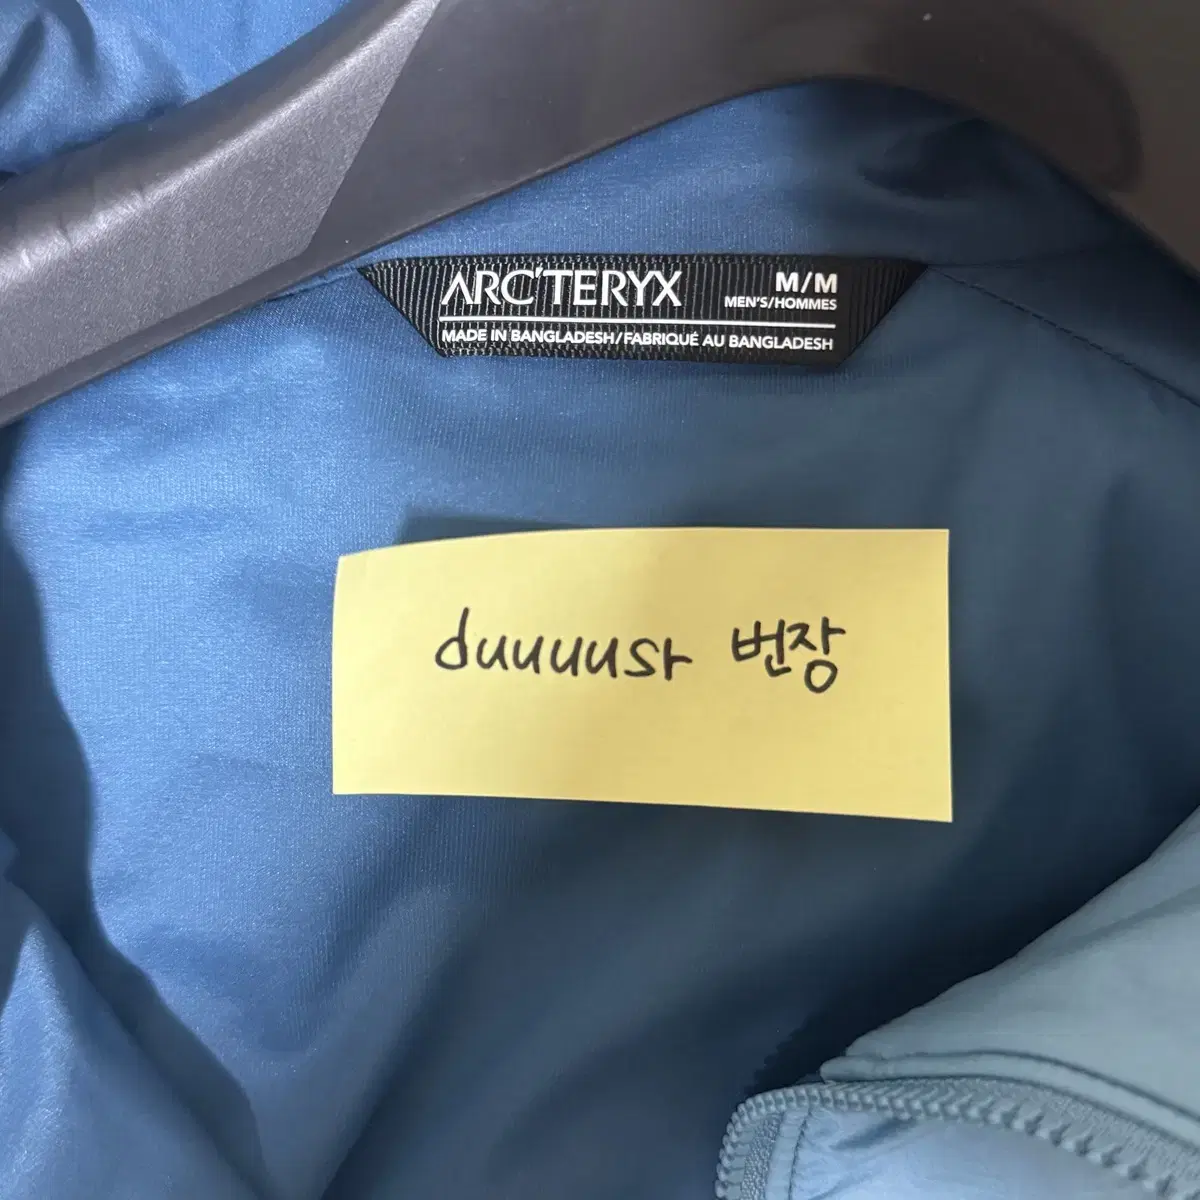 ARC'TERYX
M/M
MEN'S/HOMMES
MADE IN BANGLADESH/FABRIQUÉ AU BANGLADESH
duuuusr 번장